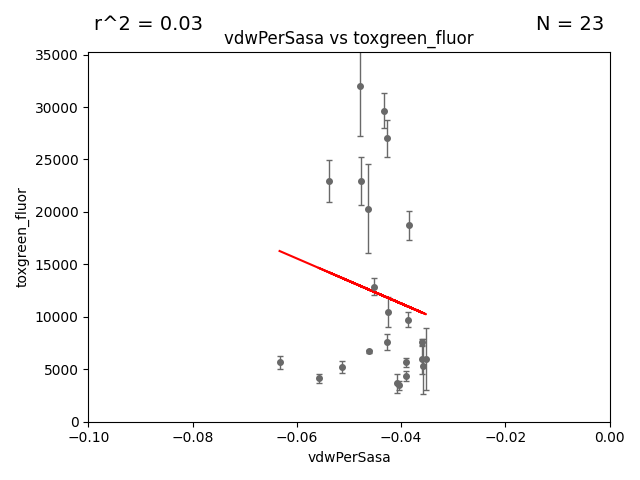 r^2 = 0.03
N = 23
vdwPerSasa vs toxgreen_fluor
35000
30000
25000
20000
15000
10000
5000
0
toxgreen_fluor
−0.10
−0.08
−0.06
−0.04
−0.02
0.00
vdwPerSasa